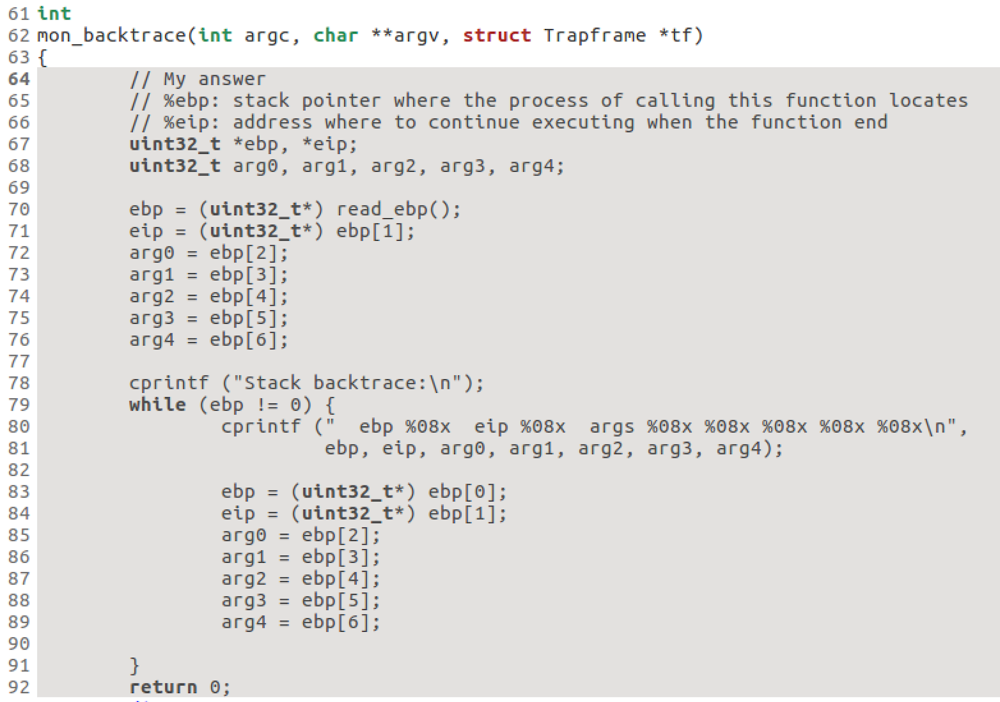 61 int
62 mon_backtrace(int argc, char **argv, struct Trapframe *tf)
63 {
64         // My answer
65         // %ebp: stack pointer where the process of calling this function locates
66         // %eip: address where to continue executing when the function end
67         uint32_t *ebp, *eip;
68         uint32_t arg0, arg1, arg2, arg3, arg4;
69
70         ebp = (uint32_t*) read_ebp();
71         eip = (uint32_t*) ebp[1];
72         arg0 = ebp[2];
73         arg1 = ebp[3];
74         arg2 = ebp[4];
75         arg3 = ebp[5];
76         arg4 = ebp[6];
77
78         cprintf ("Stack backtrace:\n");
79         while (ebp != 0) {
80                 cprintf ("  ebp %08x  eip %08x  args %08x %08x %08x %08x %08x\n",
81                          ebp, eip, arg0, arg1, arg2, arg3, arg4);
82
83                 ebp = (uint32_t*) ebp[0];
84                 eip = (uint32_t*) ebp[1];
85                 arg0 = ebp[2];
86                 arg1 = ebp[3];
87                 arg2 = ebp[4];
88                 arg3 = ebp[5];
89                 arg4 = ebp[6];
90
91         }
92         return 0;